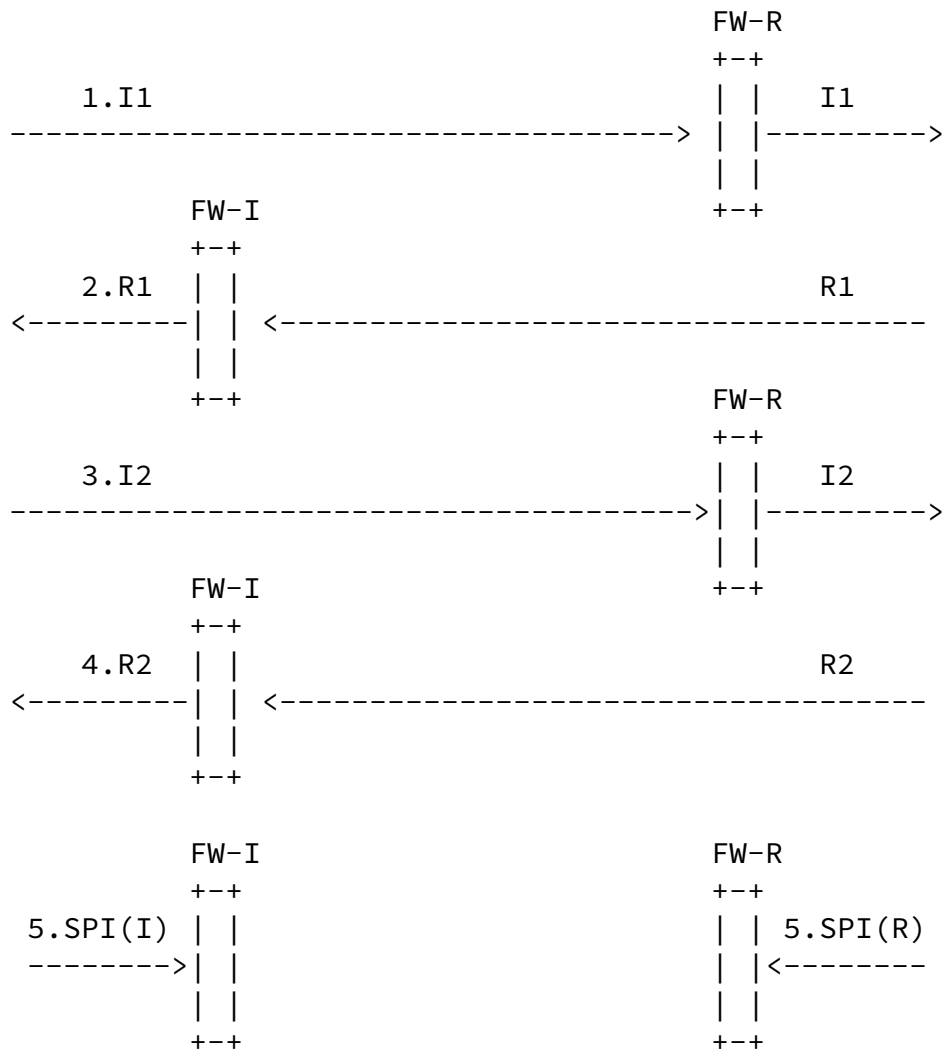 FW-R
                                       +-+
    1.I1                               | |   I1
-------------------------------------> | |--------->
                                       | |
          FW-I                         +-+
          +-+
    2.R1  | |                                R1
<---------| | <------------------------------------
          | |
          +-+                          FW-R
                                       +-+
    3.I2                               | |   I2
-------------------------------------->| |--------->
                                       | |
          FW-I                         +-+
          +-+
    4.R2  | |                                R2
<---------| | <------------------------------------
          | |
          +-+

          FW-I                         FW-R
          +-+                          +-+
 5.SPI(I) | |                          | | 5.SPI(R)
 -------->| |                          | |<--------
          | |                          | |
          +-+                          +-+